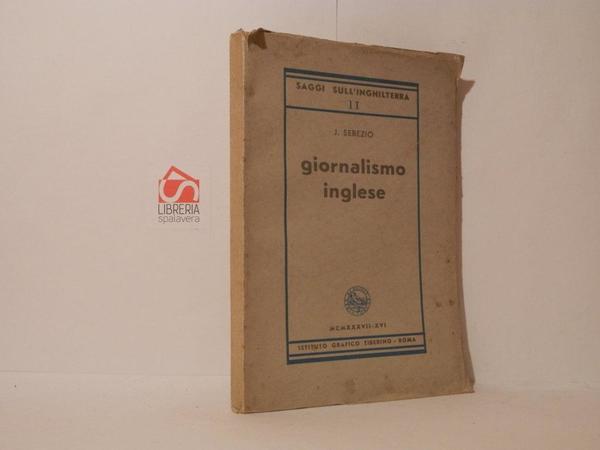 SAGGI SULL'INGHILTERRA
II
J. SEBEZIO
giornalismo
inglese
MCMXXXVII-XVI
ISTITUTO GRAFICO TIBERINO - ROMA
LIBRERIA
spalavera